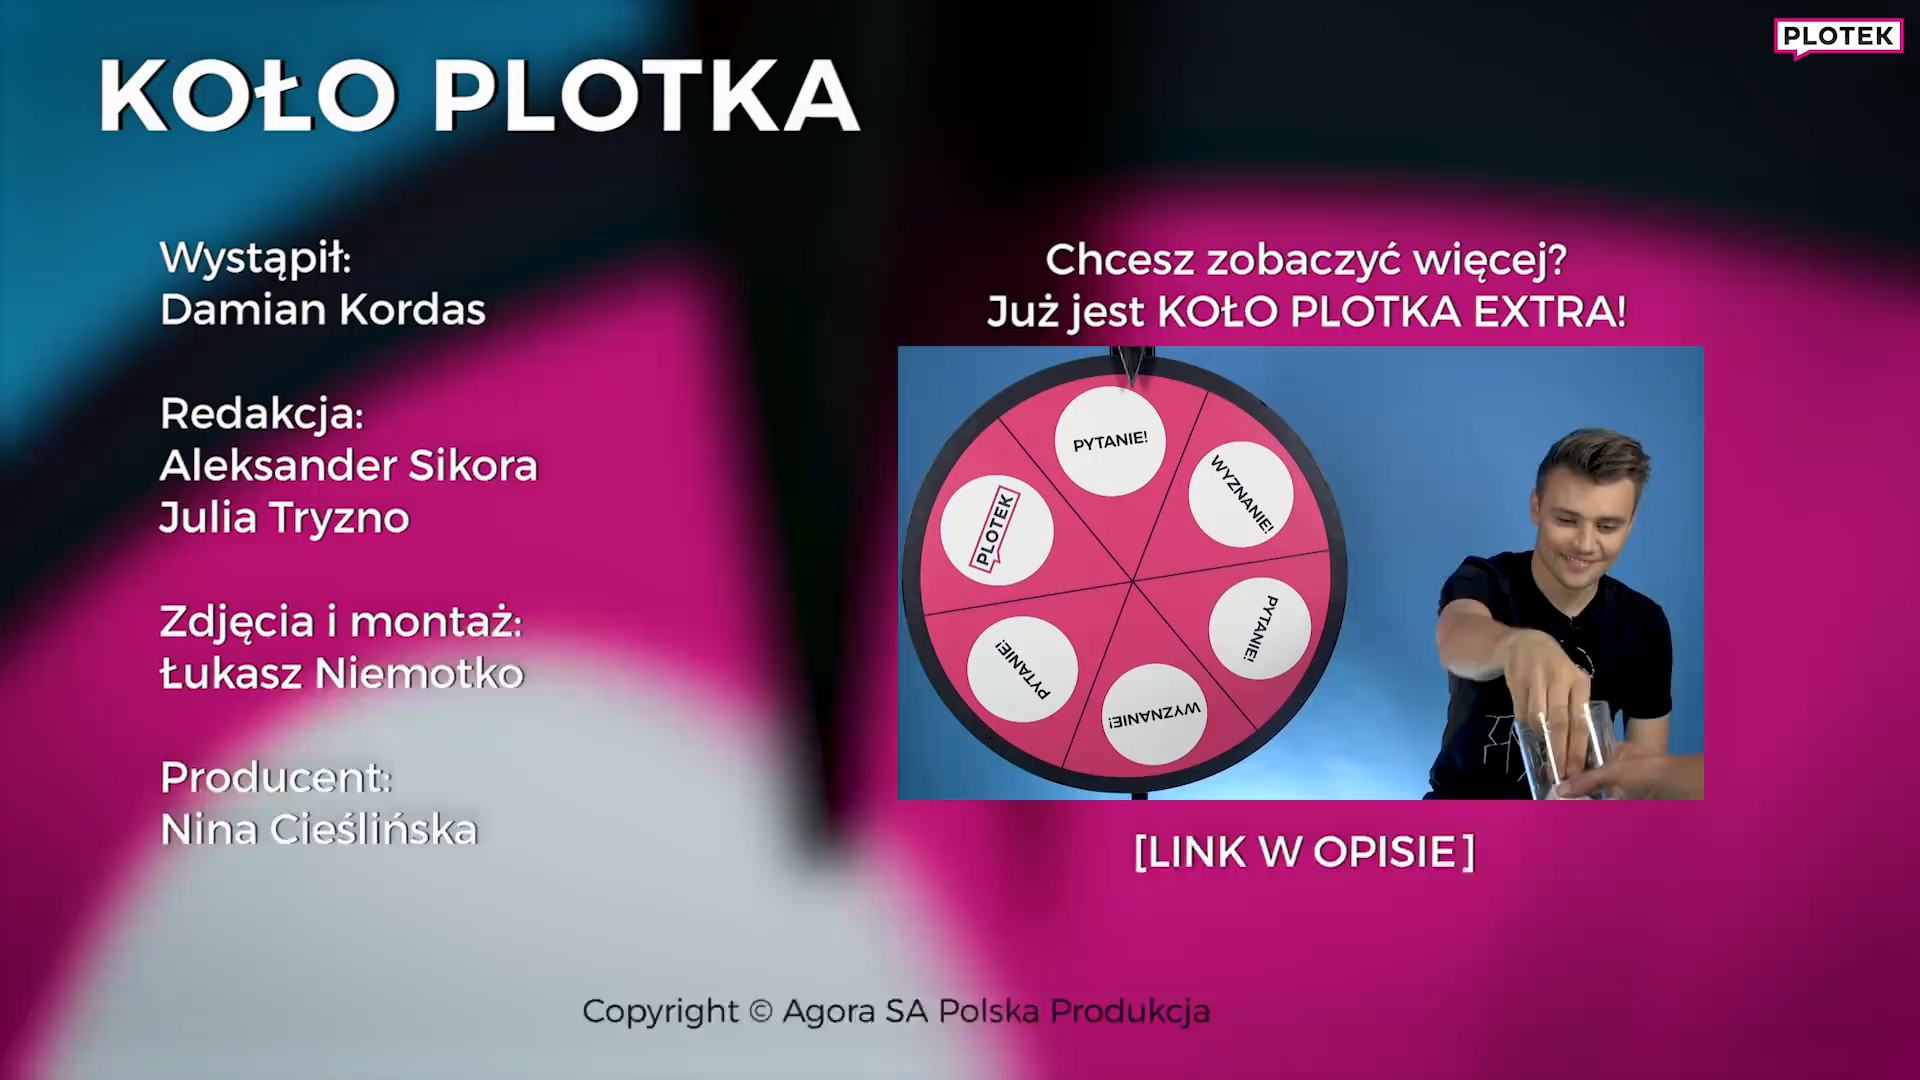 PLOTEK
KOŁO PLOTKA
Wystąpił:
Damian Kordas
Redakcja:
Aleksander Sikora
Julia Tryzno
Zdjęcia i montaż:
Łukasz Niemotko
Producent:
Nina Cieślińska
Chcesz zobaczyć więcej?
Już jest KOŁO PLOTKA EXTRA!
PYTANIE!
WYZNANIE!
PYTANIE!
WYZNANIE!
PYTANIE!
PLOTEK
[LINK W OPISIE]
Copyright © Agora SA Polska Produkcja